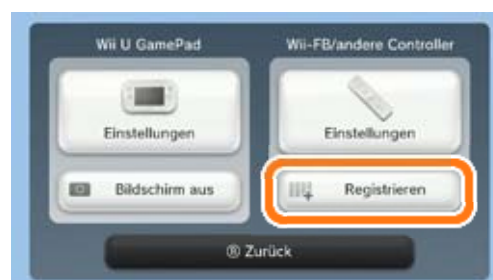 Wii U GamePad
Wii-FB/andere Controller
Einstellungen
Einstellungen
Bildschirm aus
Registrieren
Ⓑ Zurück